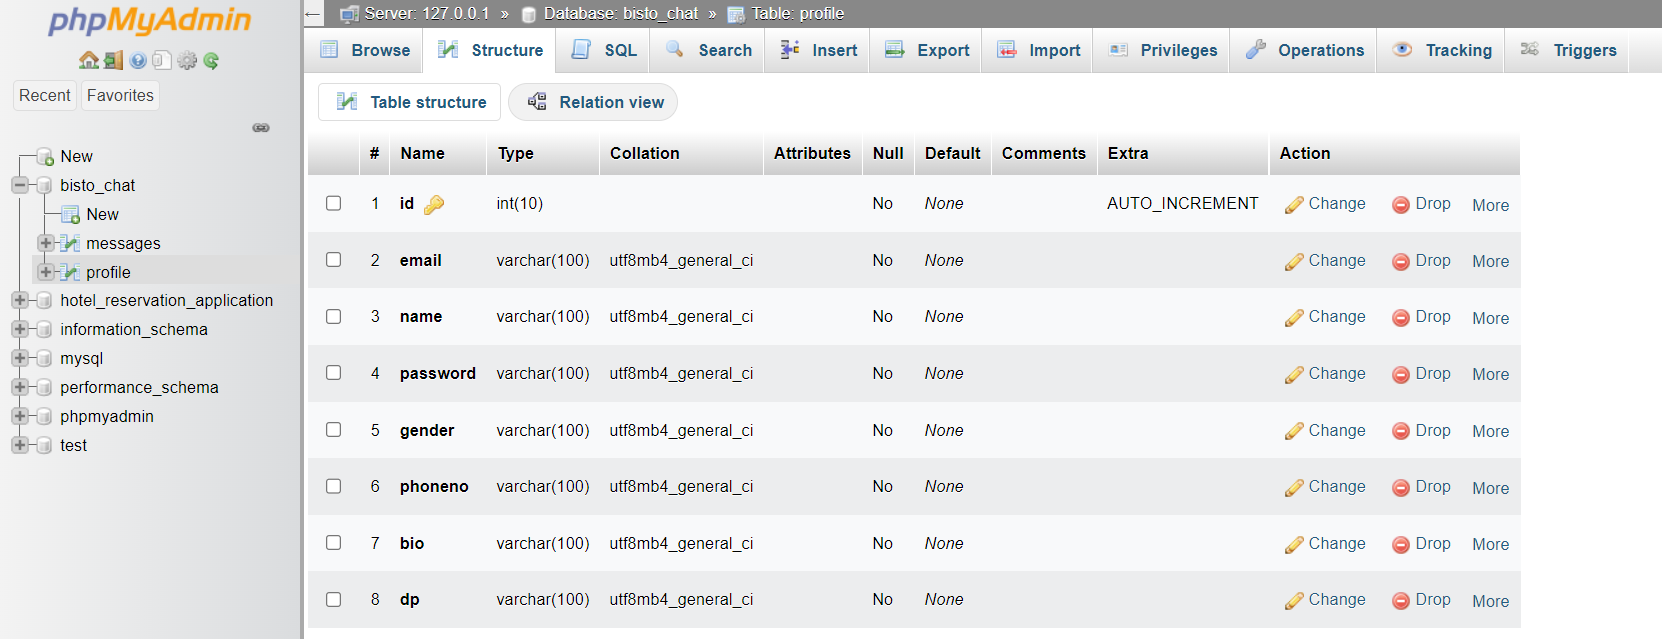 phpMyAdmin
Recent Favorites
New
bisto_chat
New
messages
profile
hotel_reservation_application
information_schema
mysql
performance_schema
phpmyadmin
test
Server: 127.0.0.1 » Database: bisto_chat » Table: profile
Browse Structure SQL Search Insert Export Import Privileges Operations Tracking Triggers
Table structure Relation view
# Name Type Collation Attributes Null Default Comments Extra Action
1 id int(10) No None AUTO_INCREMENT Change Drop More
2 email varchar(100) utf8mb4_general_ci No None Change Drop More
3 name varchar(100) utf8mb4_general_ci No None Change Drop More
4 password varchar(100) utf8mb4_general_ci No None Change Drop More
5 gender varchar(100) utf8mb4_general_ci No None Change Drop More
6 phoneno varchar(100) utf8mb4_general_ci No None Change Drop More
7 bio varchar(100) utf8mb4_general_ci No None Change Drop More
8 dp varchar(100) utf8mb4_general_ci No None Change Drop More